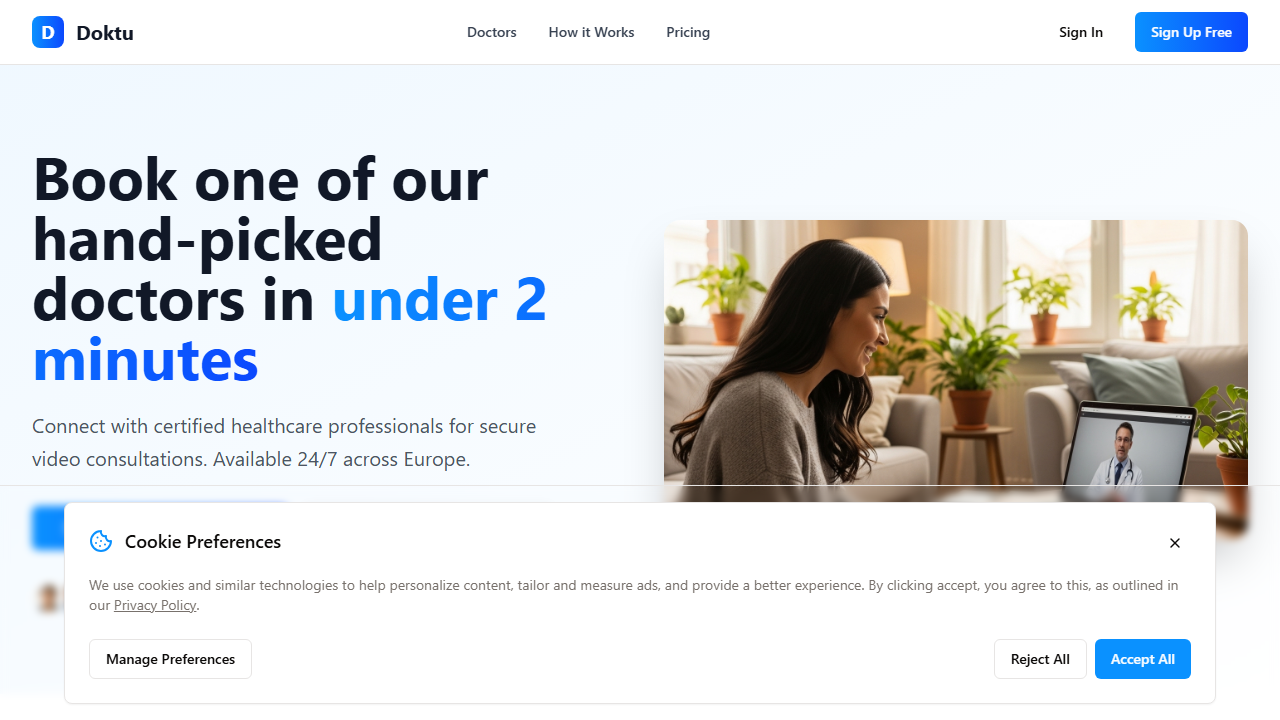 D Doktu
Doctors
How it Works
Pricing
Sign In
Sign Up Free
Book one of our
hand-picked
doctors in under 2
minutes
Connect with certified healthcare professionals for secure
video consultations. Available 24/7 across Europe.
Cookie Preferences
We use cookies and similar technologies to help personalize content, tailor and measure ads, and provide a better experience. By clicking accept, you agree to this, as outlined in
our Privacy Policy.
Manage Preferences
Reject All
Accept All